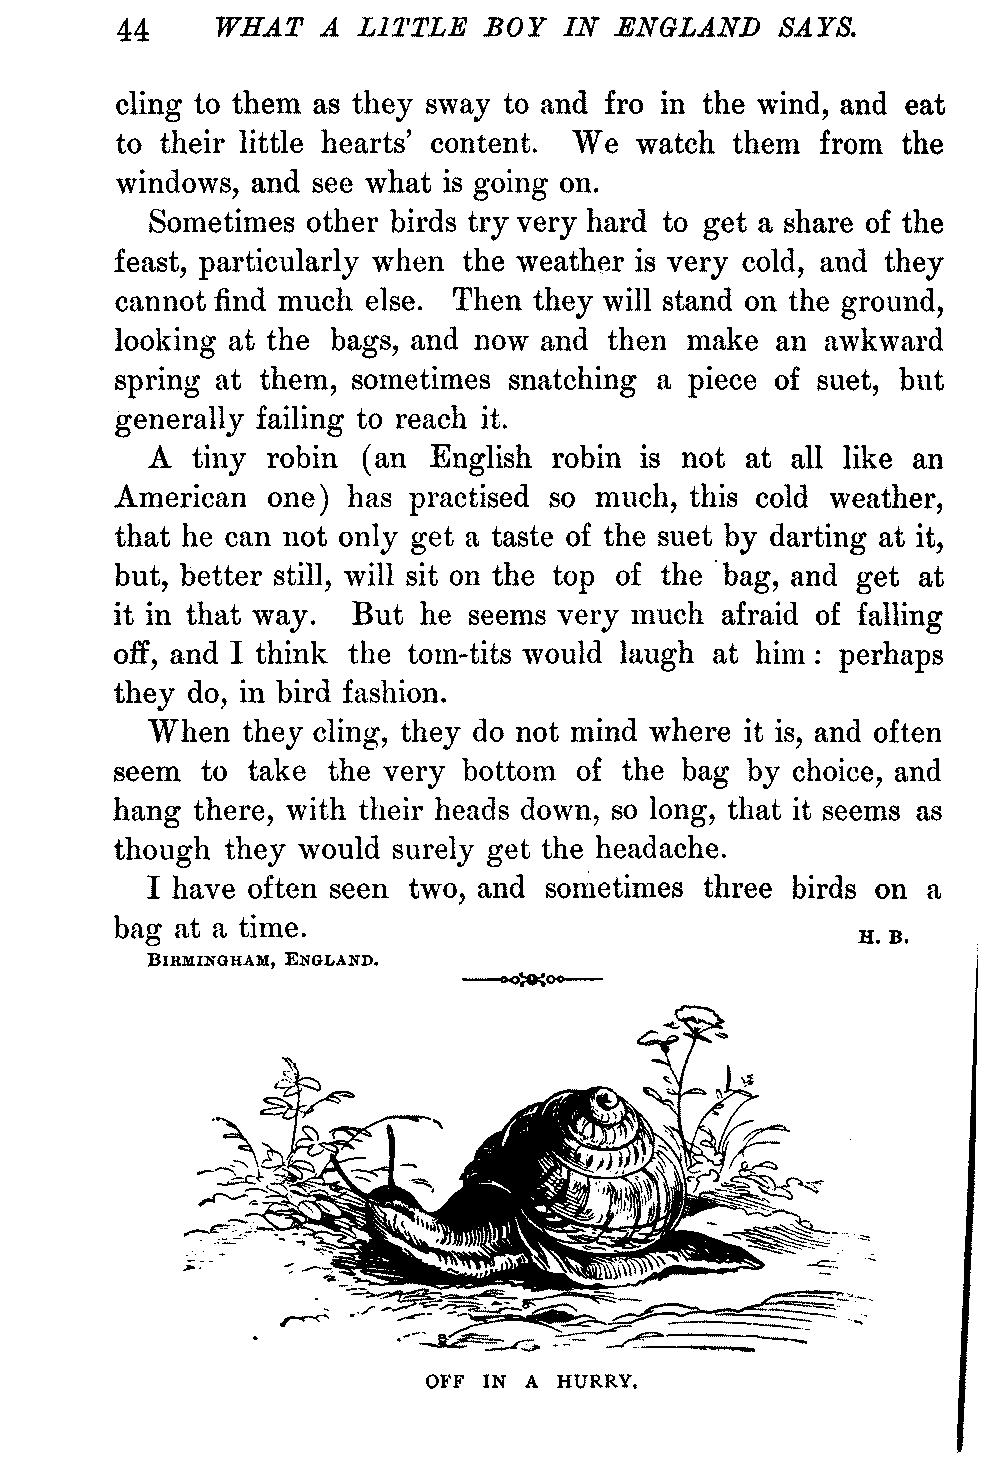 44 WHAT A LITTLE BOY IN ENGLAND SAYS.
cling to them as they sway to and fro in the wind, and eat
to their little hearts' content. We watch them from the
windows, and see what is going on.
Sometimes other birds try very hard to get a share of the
feast, particularly when the weather is very cold, and they
cannot find much else. Then they will stand on the ground,
looking at the bags, and now and then make an awkward
spring at them, sometimes snatching a piece of suet, but
generally failing to reach it.
A tiny robin (an English robin is not at all like an
American one) has practised so much, this cold weather,
that he can not only get a taste of the suet by darting at it,
but, better still, will sit on the top of the bag, and get at
it in that way. But he seems very much afraid of falling
off, and I think the tom-tits would laugh at him: perhaps
they do, in bird fashion.
When they cling, they do not mind where it is, and often
seem to take the very bottom of the bag by choice, and
hang there, with their heads down, so long, that it seems as
though they would surely get the headache.
I have often seen two, and sometimes three birds on a
bag at a time.
H. B.
BIRMINGHAM, ENGLAND.
OFF IN A HURRY.